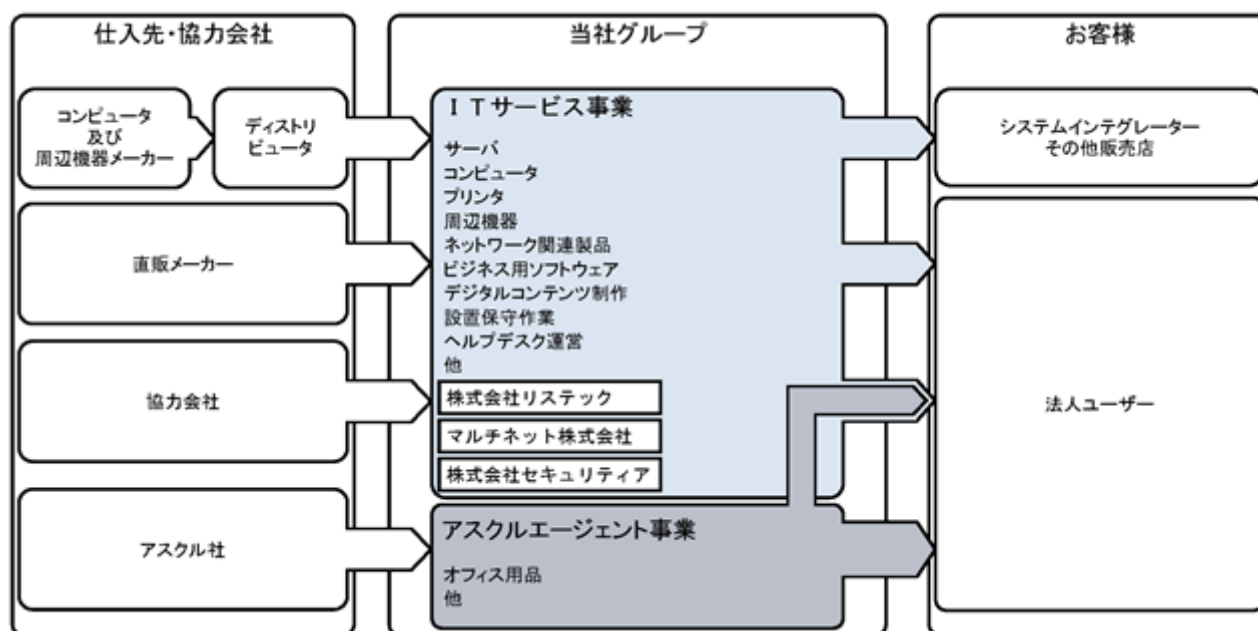 仕入先・協力会社
コンピュータ
及び
周辺機器メーカー
ディストリ
ビュータ
直販メーカー
協力会社
アスクル社
当社グループ
ＩＴサービス事業
サーバ
コンピュータ
プリンタ
周辺機器
ネットワーク関連製品
ビジネス用ソフトウェア
デジタルコンテンツ制作
設置保守作業
ヘルプデスク運営
他
株式会社リステック
マルチネット株式会社
株式会社セキュリティア
アスクルエージェント事業
オフィス用品
他
お客様
システムインテグレーター
その他販売店
法人ユーザー